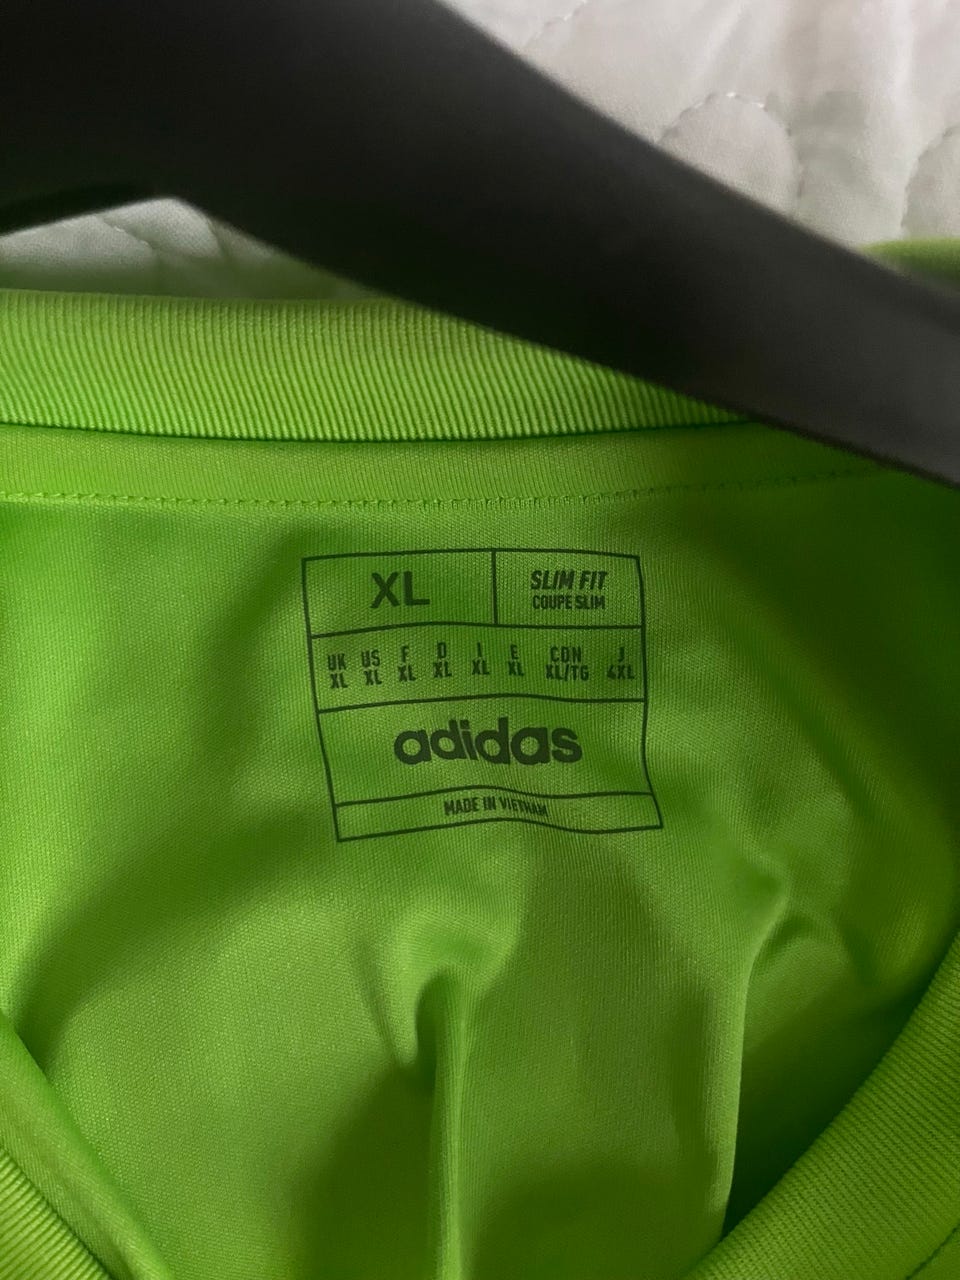 XL
SLIM FIT
COUPE SLIM
UK US F D I E CDN J
XL XL XL XL XL XL XL/TG 4XL
adidas
MADE IN VIETNAM